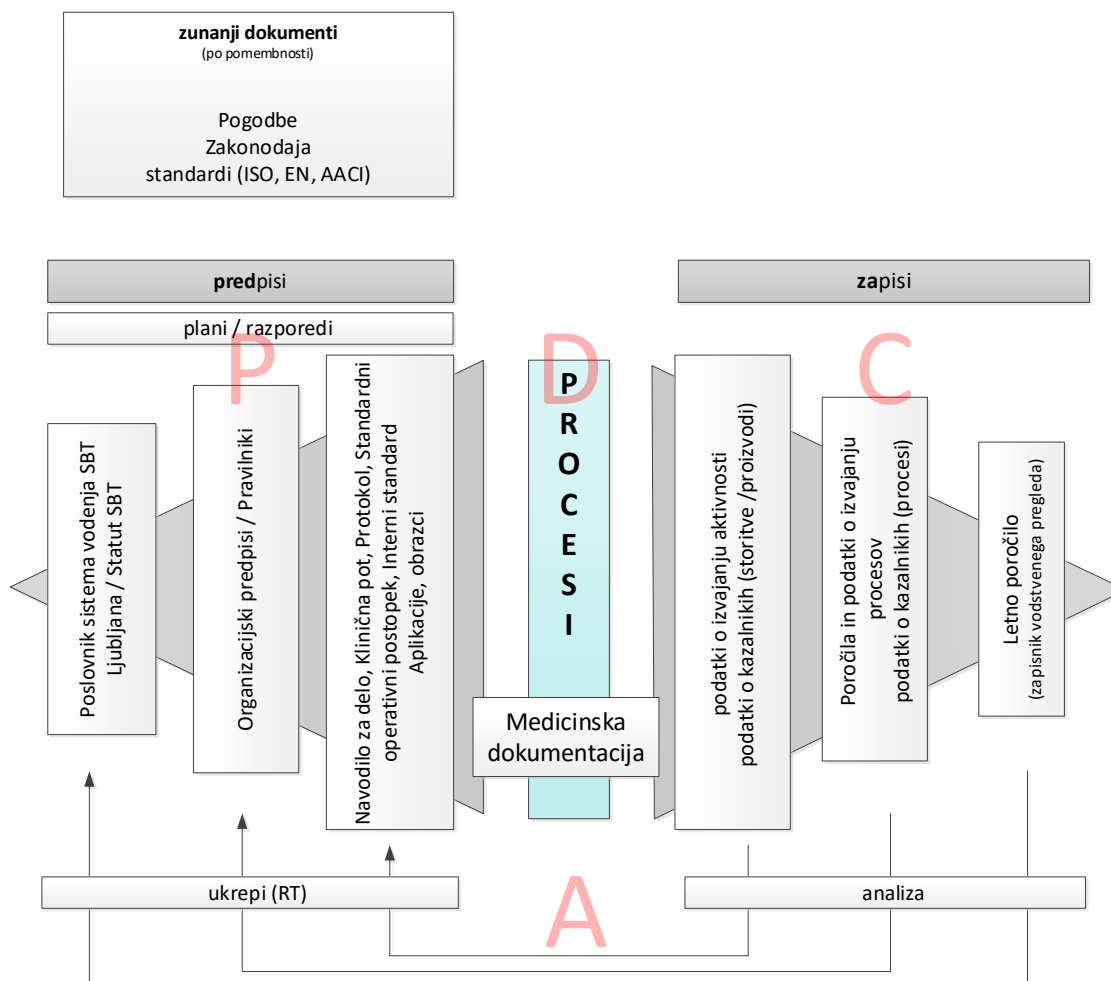 zunanji dokumenti
(po pomembnosti)
Pogodbe
Zakonodaja
standardi (ISO, EN, AACI)
predpisi
zapisi
plani / razporedi
P
D
C
Poslovnik sistema vodenja SBT
Ljubljana / Statut SBT
Organizacijski predpisi / Pravilniki
Navodilo za delo, Klinična pot, Protokol, Standardni
operativni postopek, Interni standard
Aplikacije, obrazci
P
R
O
C
E
S
I
Medicinska
dokumentacija
podatki o izvajanju aktivnosti
podatki o kazalnikih (storitve /proizvodi)
Poročila in podatki o izvajanju
procesov
podatki o kazalnikih (procesi)
Letno poročilo
(zapisnik vodstvenega pregleda)
ukrepi (RT)
A
analiza